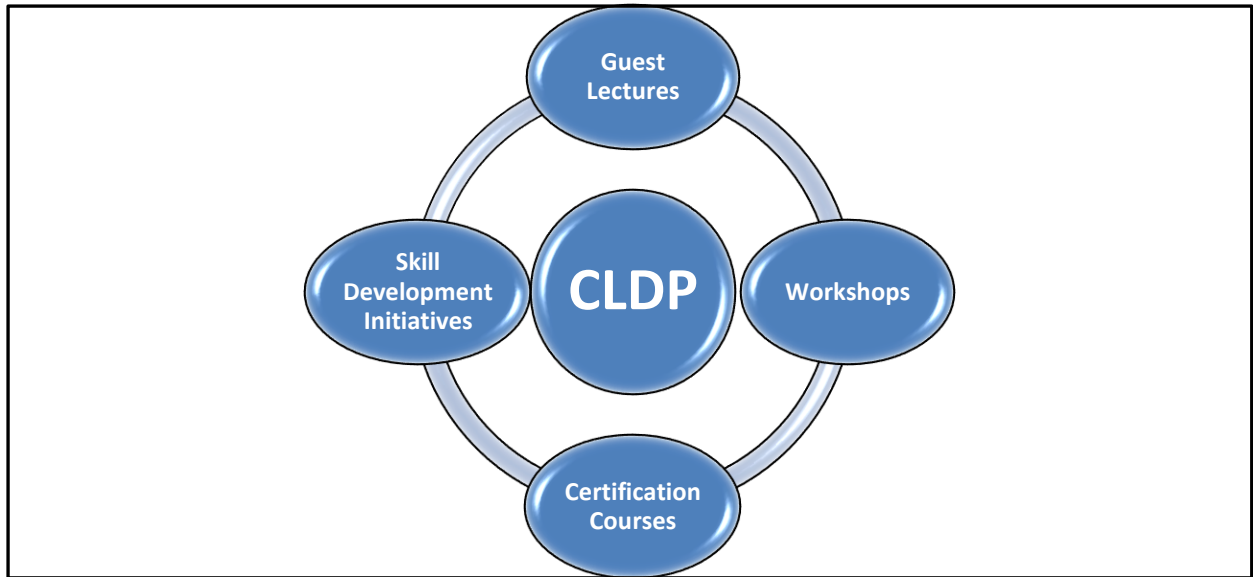 Guest
Lectures
Skill
Development
Initiatives
CLDP
Workshops
Certification
Courses